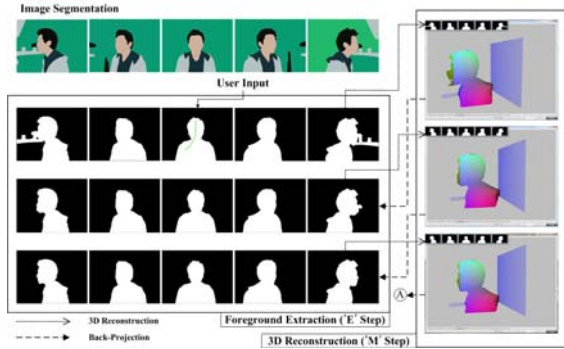 Image Segmentation
User Input
A
Foreground Extraction ('E' Step)
3D Reconstruction
Back-Projection
3D Reconstruction ('M' Step)